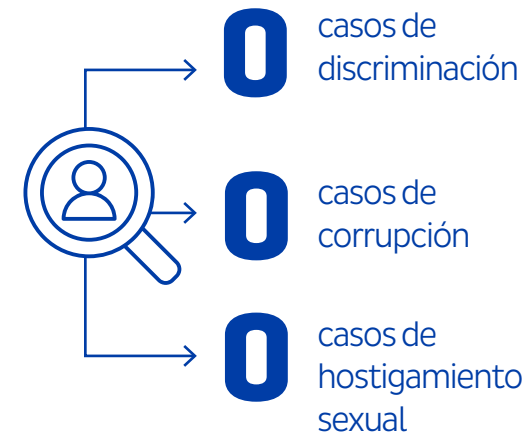 0
casos de
discriminación
0
casos de
corrupción
0
casos de
hostigamiento
sexual